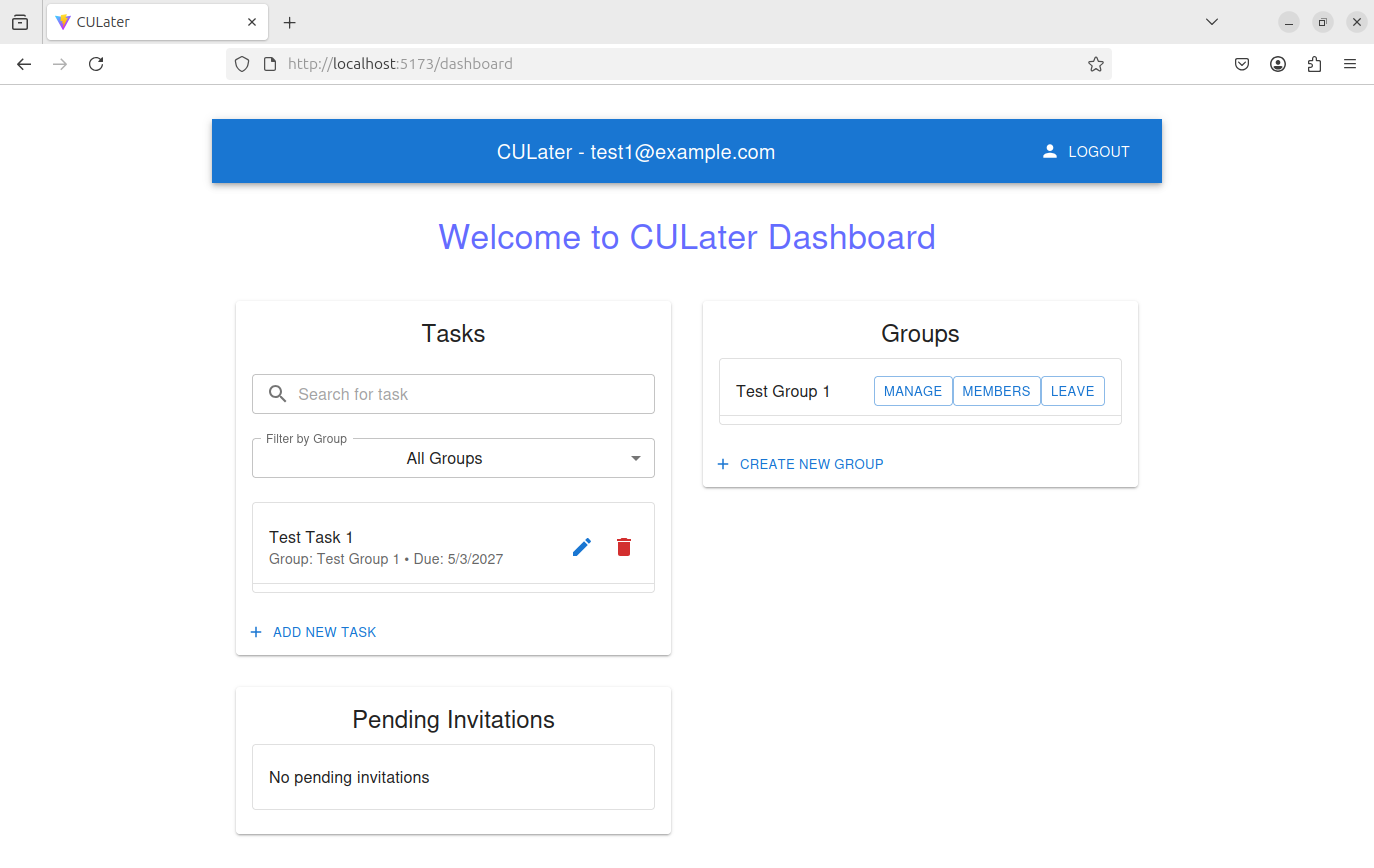 CULater
http://localhost:5173/dashboard
CULater - test1@example.com
LOGOUT
Welcome to CULater Dashboard
Tasks
Search for task
Filter by Group
All Groups
Test Task 1
Group: Test Group 1 • Due: 5/3/2027
ADD NEW TASK
Groups
Test Group 1 MANAGE MEMBERS LEAVE
CREATE NEW GROUP
Pending Invitations
No pending invitations